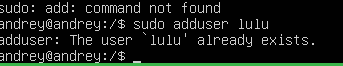 sudo: add: command not found
andrey@andrey:/$ sudo adduser lulu
adduser: The user `lulu' already exists.
andrey@andrey:/$ _